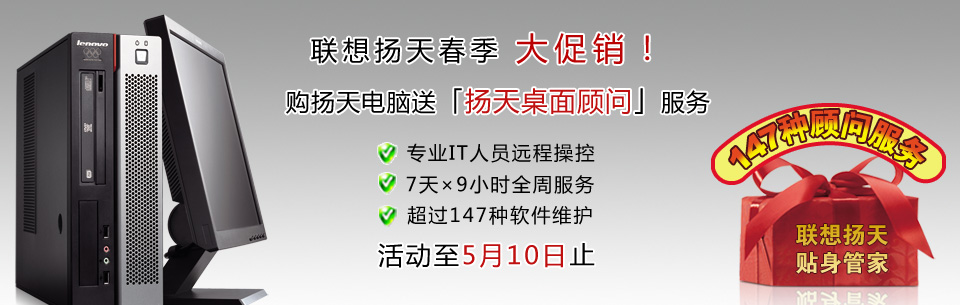 lenovo
联想扬天春季 大促销！
购扬天电脑送「扬天桌面顾问」服务
专业IT人员远程操控
7天×9小时全周服务
超过147种软件维护
活动至5月10日止
147种顾问服务
联想扬天
贴身管家